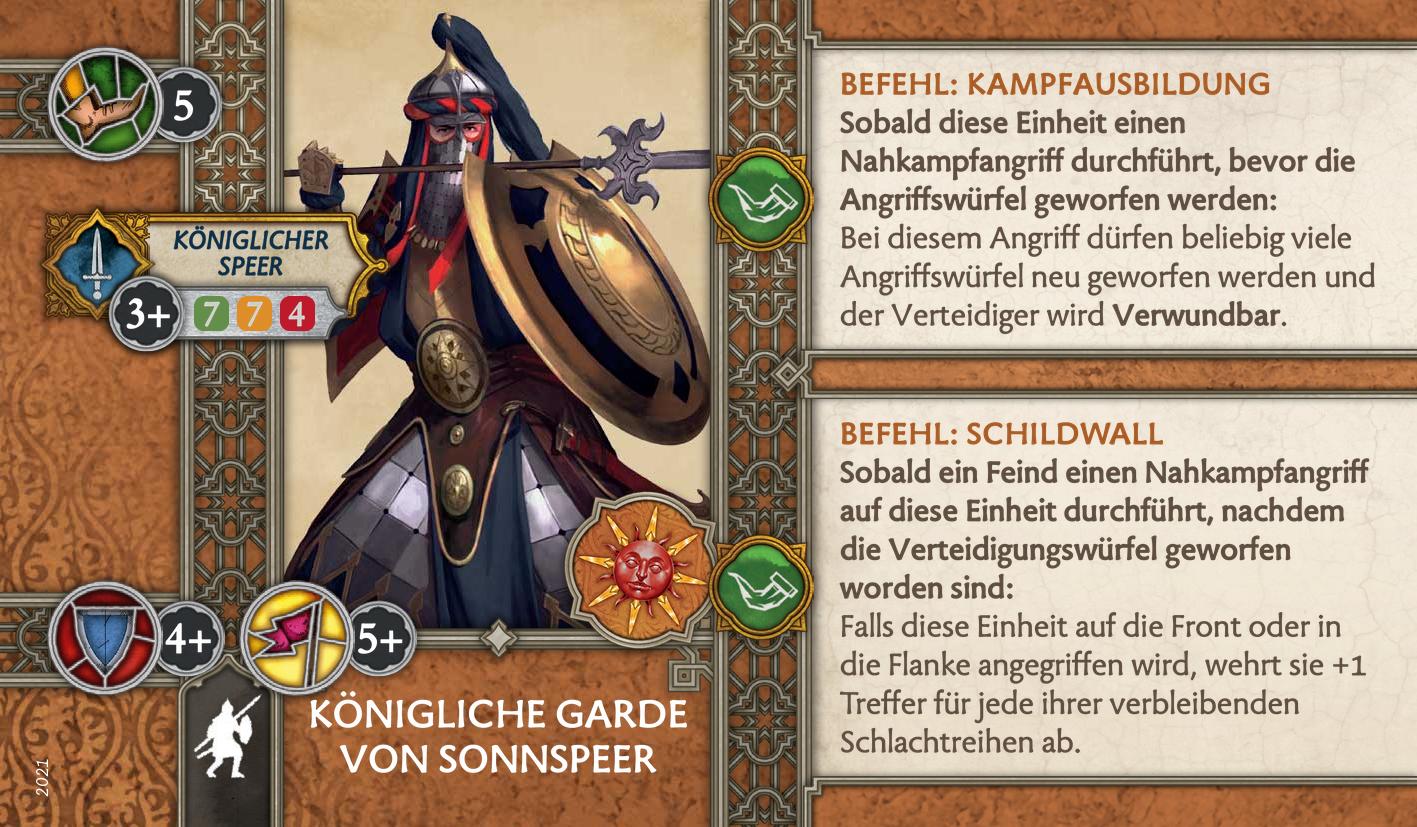 5
KÖNIGLICHER
SPEER
3+ 7 7 4
4+ 5+
KÖNIGLICHE GARDE
VON SONNSPEER
2021
BEFEHL: KAMPFAUSBILDUNG
Sobald diese Einheit einen
Nahkampfangriff durchführt, bevor die
Angriffswürfel geworfen werden:
Bei diesem Angriff dürfen beliebig viele
Angriffswürfel neu geworfen werden und
der Verteidiger wird Verwundbar.
BEFEHL: SCHILDWALL
Sobald ein Feind einen Nahkampfangriff
auf diese Einheit durchführt, nachdem
die Verteidigungswürfel geworfen
worden sind:
Falls diese Einheit auf die Front oder in
die Flanke angegriffen wird, wehrt sie +1
Treffer für jede ihrer verbleibenden
Schlachtreihen ab.